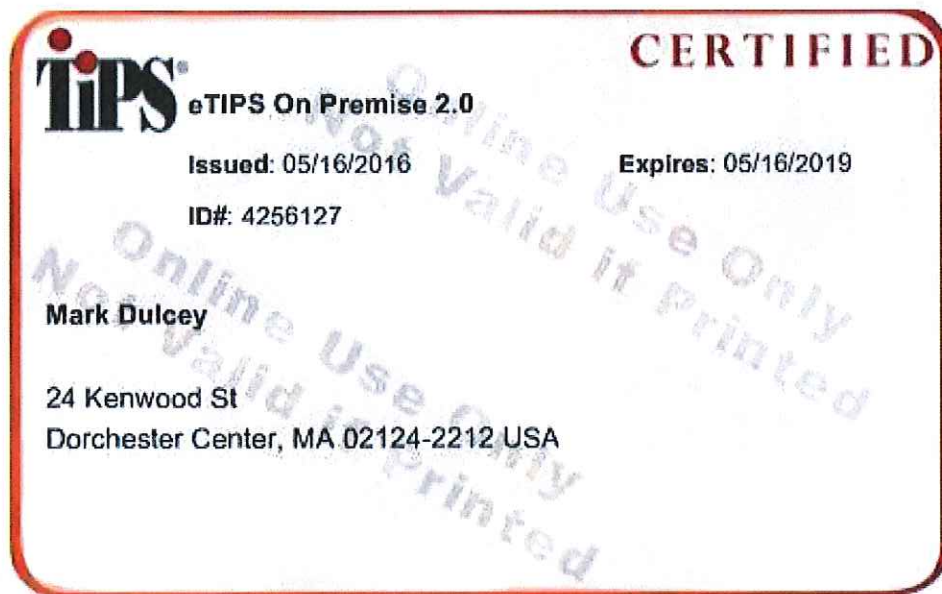 CERTIFIED
TiPS®
eTIPS On Premise 2.0
Issued: 05/16/2016 Expires: 05/16/2019
ID#: 4256127
Mark Dulcey
24 Kenwood St
Dorchester Center, MA 02124-2212 USA
Online Use Only
Not Valid if Printed
Online Use Only
Not Valid if Printed